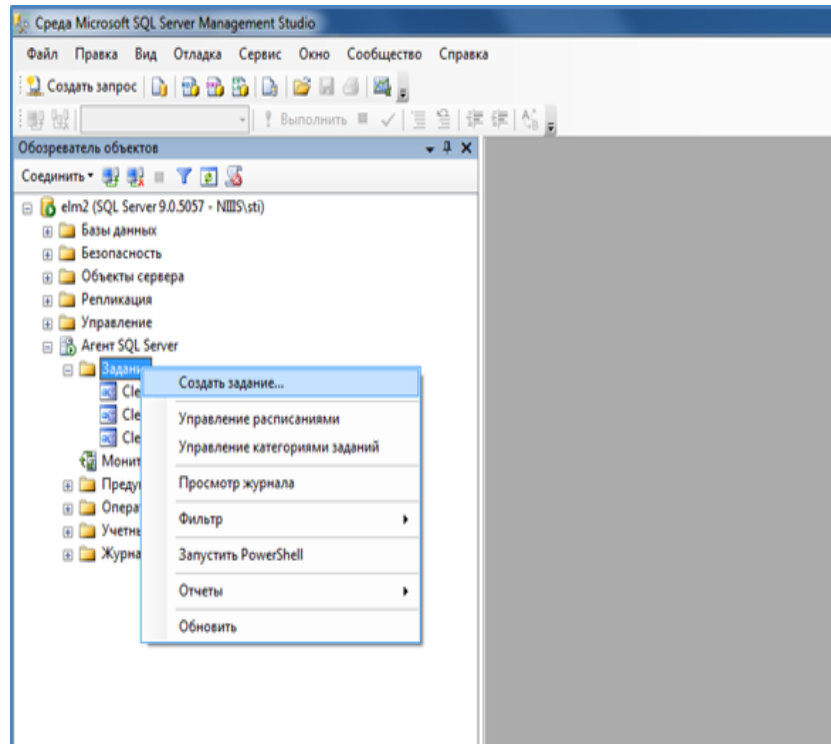 Среда Microsoft SQL Server Management Studio
Файл Правка Вид Отладка Сервис Окно Сообщество Справка
Создать запрос
Выполнить
Обозреватель объектов
Соединить
elm2 (SQL Server 9.0.5057 - NIIIS\sti)
Базы данных
Безопасность
Объекты сервера
Репликация
Управление
Агент SQL Server
Задани
Cle
Cle
Cle
Монит
Предуп
Опера
Учетны
Журна
Создать задание...
Управление расписаниями
Управление категориями заданий
Просмотр журнала
Фильтр
Запустить PowerShell
Отчеты
Обновить